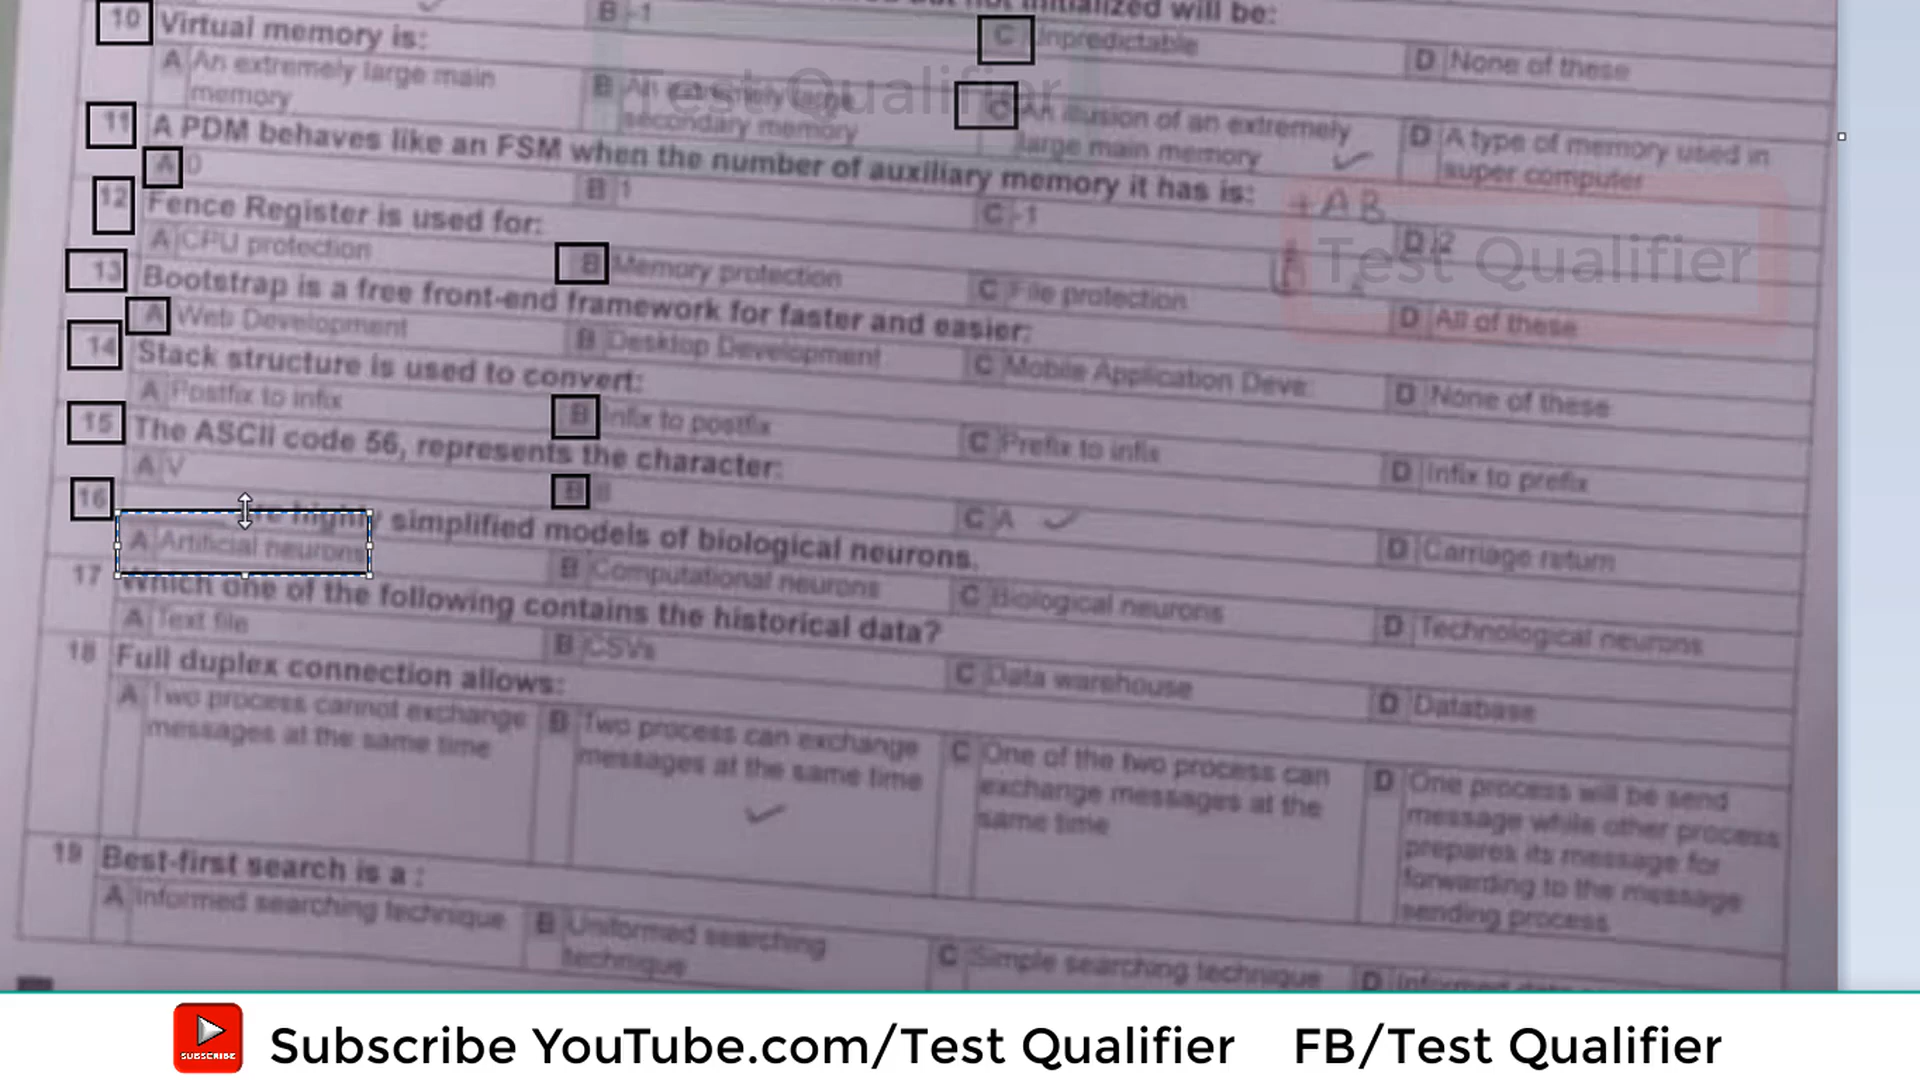 initialized will be:
B -1
C Unpredictable
D None of these
10 Virtual memory is:
A An extremely large main memory
B An extremely large secondary memory
C An illusion of an extremely large main memory
D A type of memory used in super computer
11 A PDM behaves like an FSM when the number of auxiliary memory it has is:
A 0
B 1
C -1
D 2
+AB
12 Fence Register is used for:
A CPU protection
B Memory protection
C File protection
D All of these
13 Bootstrap is a free front-end framework for faster and easier:
A Web Development
B Desktop Development
C Mobile Application Deve:
D None of these
14 Stack structure is used to convert:
A Postfix to infix
B Infix to postfix
C Prefix to infix
D Infix to prefix
15 The ASCII code 56, represents the character:
A V
B 8
C A
D Carriage return
16 are highly simplified models of biological neurons.
A Artificial neurons
B Computational neurons
C Biological neurons
D Technological neurons
17 Which one of the following contains the historical data?
A Text file
B CSVs
C Data warehouse
D Database
18 Full duplex connection allows:
A Two process cannot exchange messages at the same time
B Two process can exchange messages at the same time
C One of the two process can exchange messages at the same time
D One process will be send message while other process prepares its message for forwarding to the message sending process
19 Best-first search is a :
A Informed searching technique
B Uniformed searching technique
C Simple searching technique
D Informed
Test Qualifier
Test Qualifier
SUBSCRIBE
Subscribe YouTube.com/Test Qualifier FB/Test Qualifier